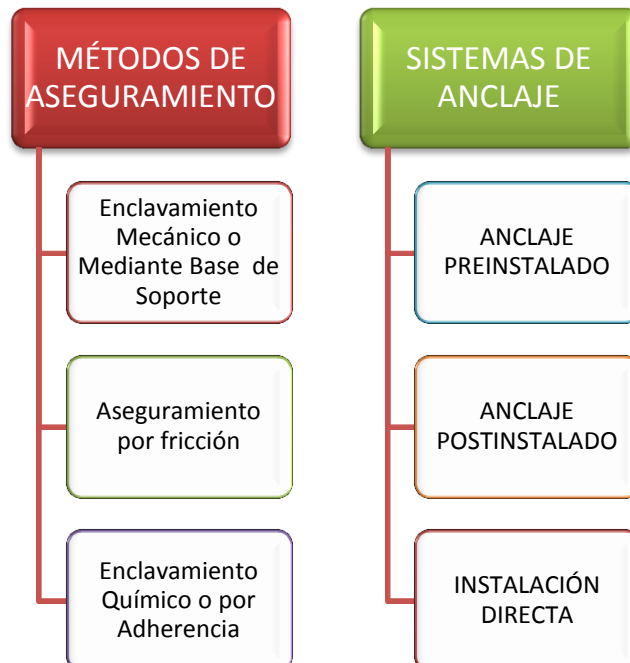 MÉTODOS DE
ASEGURAMIENTO
Enclavamiento
Mecánico o
Mediante Base de
Soporte
Aseguramiento
por fricción
Enclavamiento
Químico o por
Adherencia
SISTEMAS DE
ANCLAJE
ANCLAJE
PREINSTALADO
ANCLAJE
POSTINSTALADO
INSTALACIÓN
DIRECTA